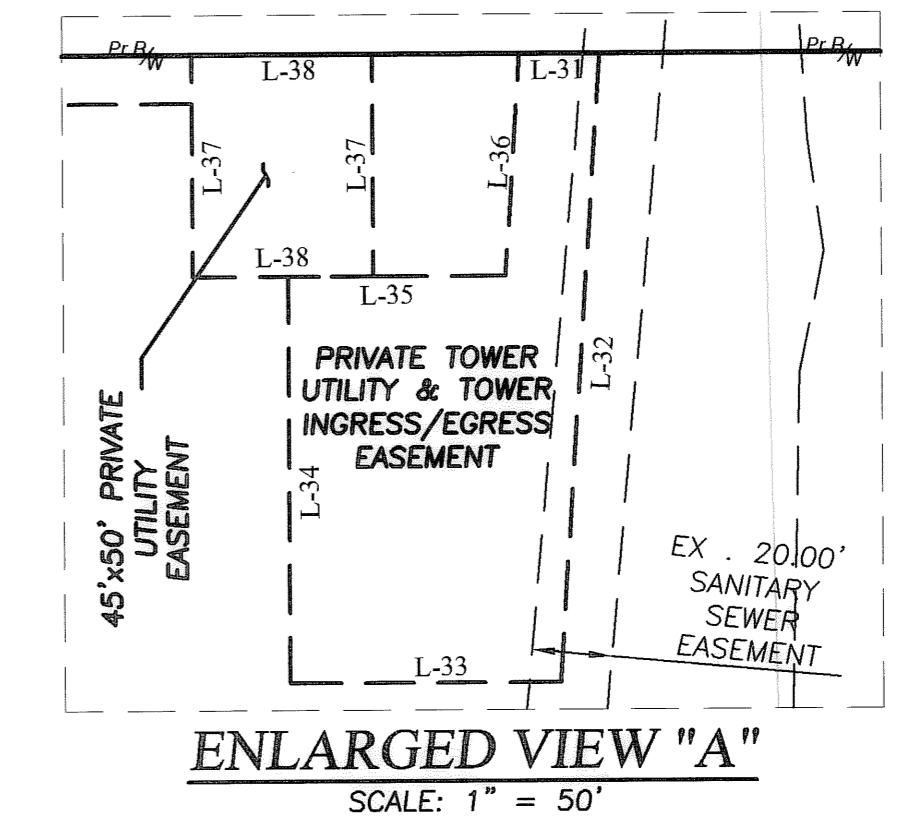 Pr R/W
Pr R/W
L-38
L-31
L-37
L-37
L-36
L-38
L-35
L-32
PRIVATE TOWER
UTILITY & TOWER
INGRESS/EGRESS
EASEMENT
45'x50' PRIVATE
UTILITY
EASEMENT
L-34
EX . 20.00'
SANITARY
SEWER
EASEMENT
L-33
ENLARGED VIEW "A"
SCALE: 1" = 50'